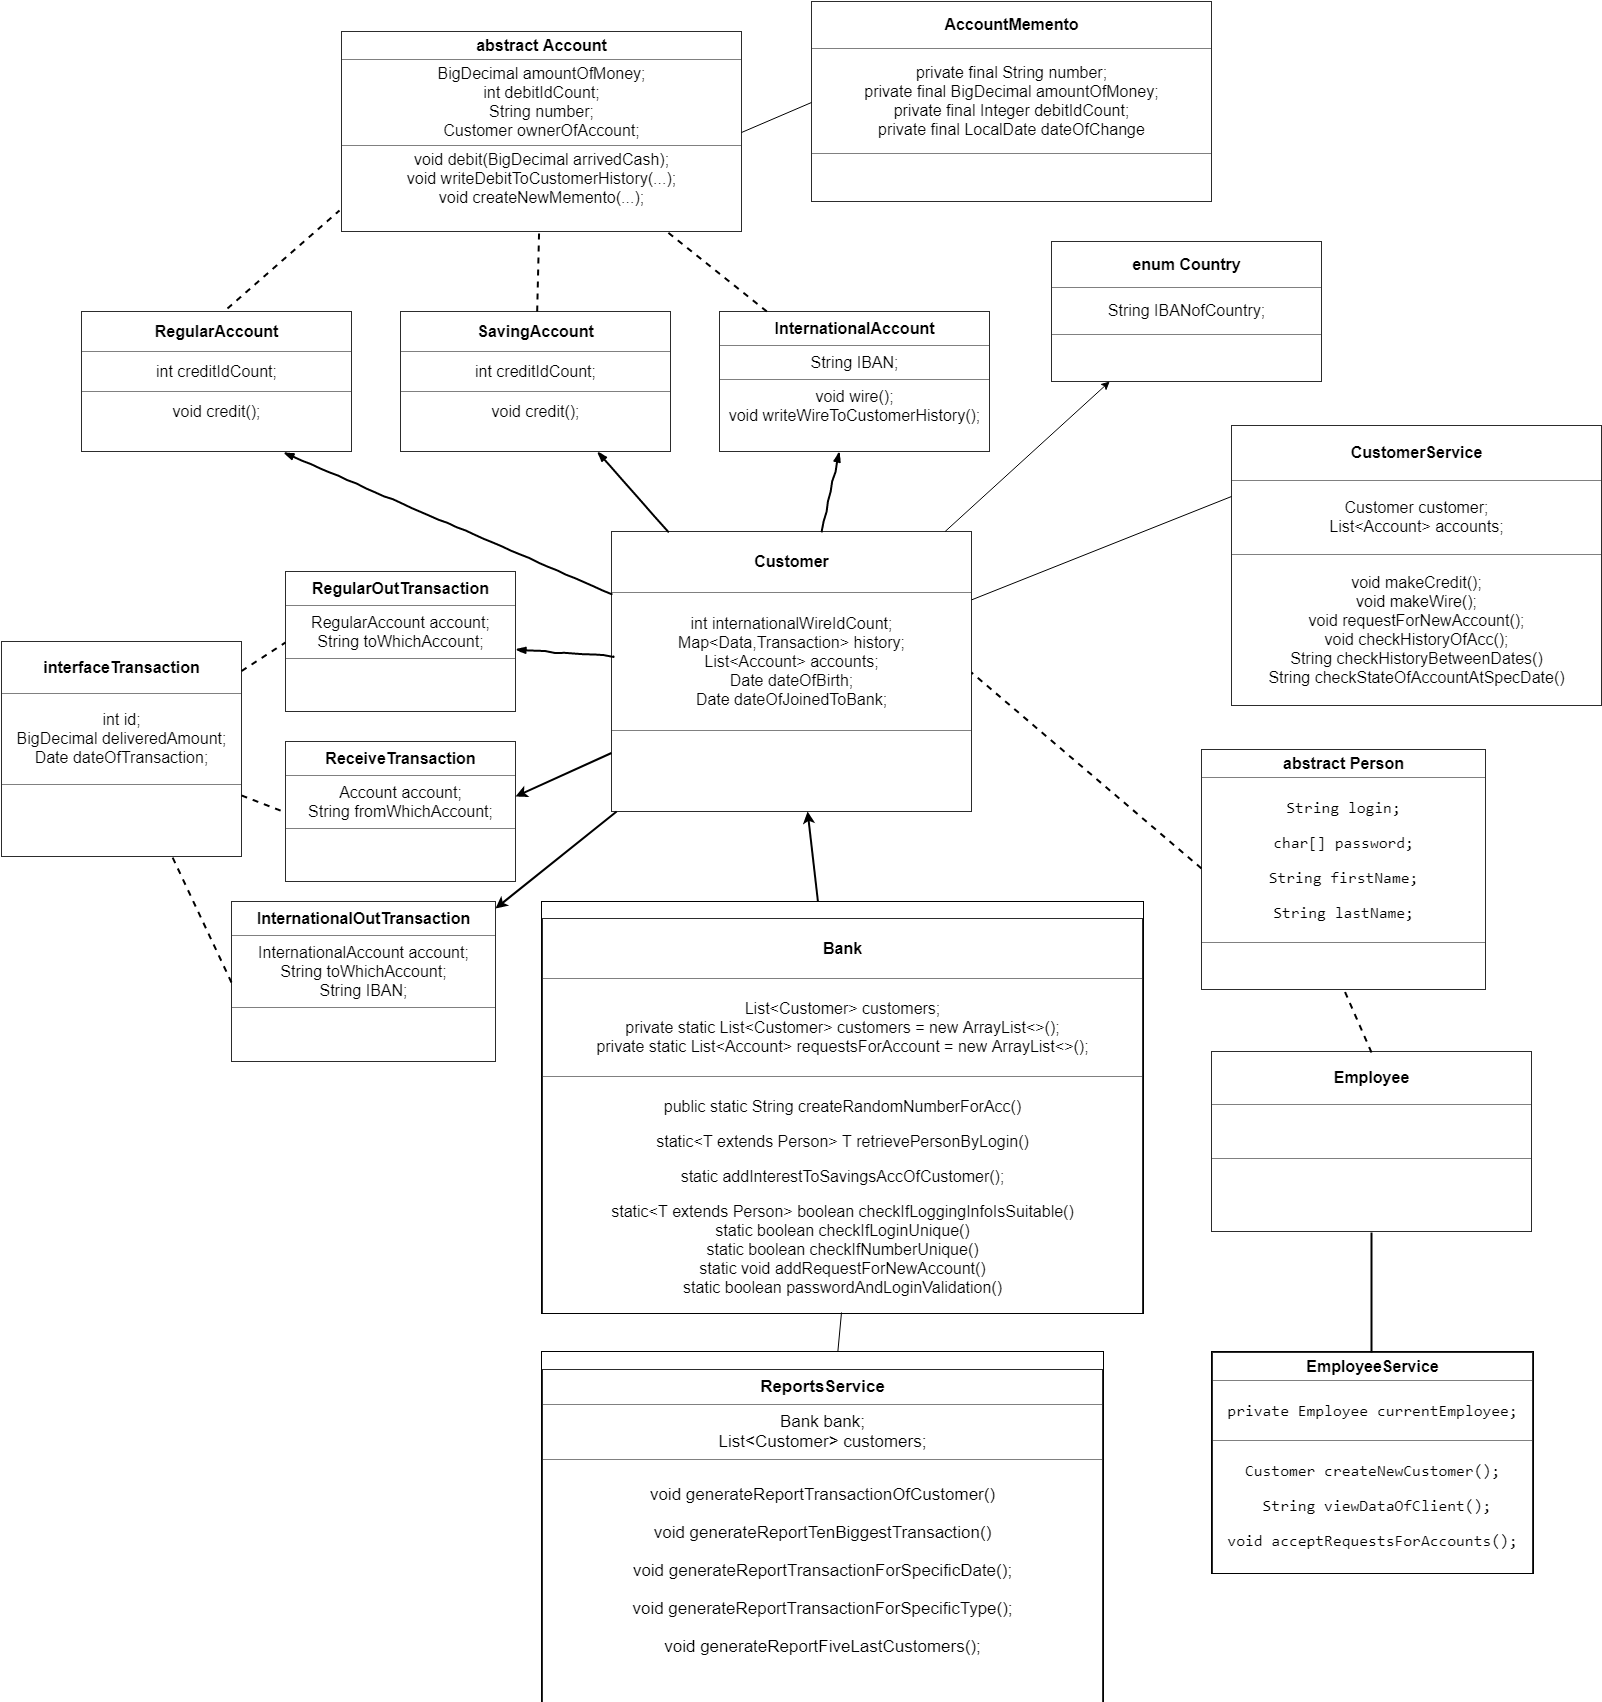 abstract Account
BigDecimal amountOfMoney;
int debitIdCount;
String number;
Customer ownerOfAccount;
void debit(BigDecimal arrivedCash);
void writeDebitToCustomerHistory(...);
void createNewMemento(...);
AccountMemento
private final String number;
private final BigDecimal amountOfMoney;
private final Integer debitIdCount;
private final LocalDate dateOfChange
enum Country
String IBANofCountry;
RegularAccount
int creditIdCount;
void credit();
SavingAccount
int creditIdCount;
void credit();
InternationalAccount
String IBAN;
void wire();
void writeWireToCustomerHistory();
CustomerService
Customer customer;
List<Account> accounts;
void makeCredit();
void makeWire();
void requestForNewAccount();
void checkHistoryOfAcc();
String checkHistoryBetweenDates()
String checkStateOfAccountAtSpecDate()
Customer
int internationalWireIdCount;
Map<Data,Transaction> history;
List<Account> accounts;
Date dateOfBirth;
Date dateOfJoinedToBank;
RegularOutTransaction
RegularAccount account;
String toWhichAccount;
interfaceTransaction
int id;
BigDecimal deliveredAmount;
Date dateOfTransaction;
ReceiveTransaction
Account account;
String fromWhichAccount;
InternationalOutTransaction
InternationalAccount account;
String toWhichAccount;
String IBAN;
abstract Person
String login;
char[] password;
String firstName;
String lastName;
Bank
List<Customer> customers;
private static List<Customer> customers = new ArrayList<>();
private static List<Account> requestsForAccount = new ArrayList<>();
public static String createRandomNumberForAcc()
static<T extends Person> T retrievePersonByLogin()
static addInterestToSavingsAccOfCustomer();
static<T extends Person> boolean checkIfLoggingInfoIsSuitable()
static boolean checkIfLoginUnique()
static boolean checkIfNumberUnique()
static void addRequestForNewAccount()
static boolean passwordAndLoginValidation()
Employee
ReportsService
Bank bank;
List<Customer> customers;
void generateReportTransactionOfCustomer()
void generateReportTenBiggestTransaction()
void generateReportTransactionForSpecificDate();
void generateReportTransactionForSpecificType();
void generateReportFiveLastCustomers();
EmployeeService
private Employee currentEmployee;
Customer createNewCustomer();
String viewDataOfClient();
void acceptRequestsForAccounts();